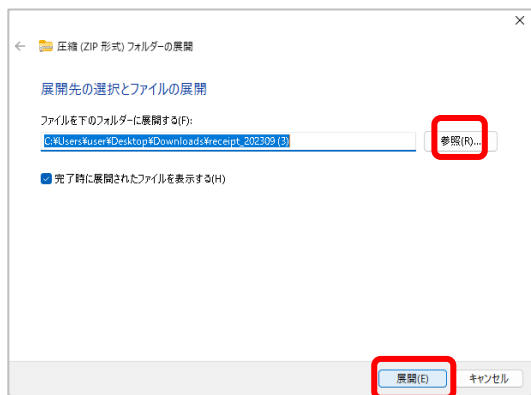 圧縮 (ZIP 形式) フォルダーの展開
展開先の選択とファイルの展開
ファイルを下のフォルダーに展開する(F):
C:¥Users¥user¥Desktop¥Downloads¥receipt_202309 (3)
参照(R)...
完了時に展開されたファイルを表示する(H)
展開(E)
キャンセル